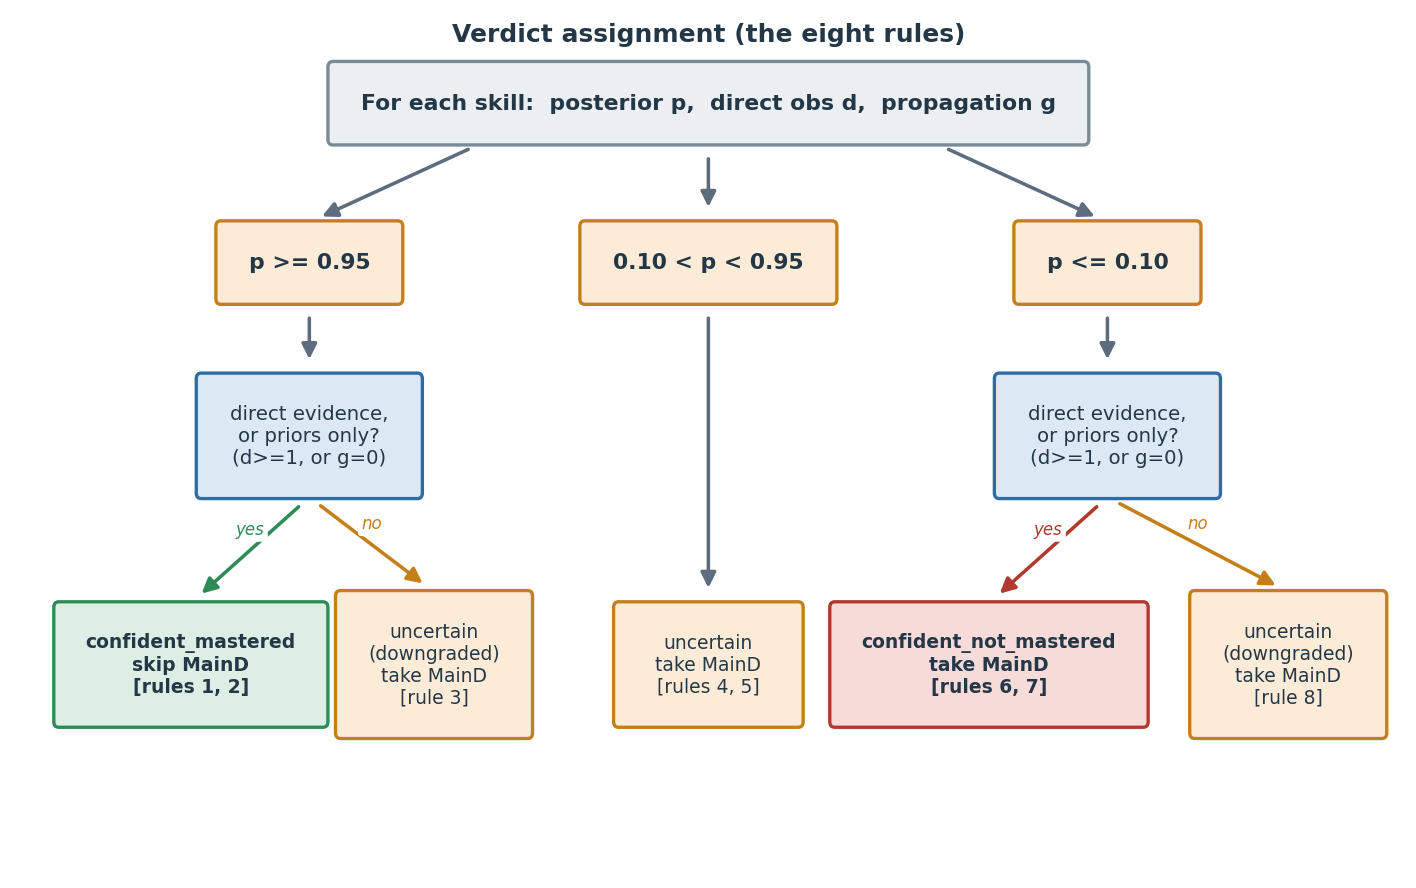 Verdict assignment (the eight rules)
For each skill:  posterior p,  direct obs d,  propagation g
p >= 0.95
0.10 < p < 0.95
p <= 0.10
direct evidence,
or priors only?
(d>=1, or g=0)
direct evidence,
or priors only?
(d>=1, or g=0)
yes
no
yes
no
confident_mastered
skip MainD
[rules 1, 2]
uncertain
(downgraded)
take MainD
[rule 3]
uncertain
take MainD
[rules 4, 5]
confident_not_mastered
take MainD
[rules 6, 7]
uncertain
(downgraded)
take MainD
[rule 8]